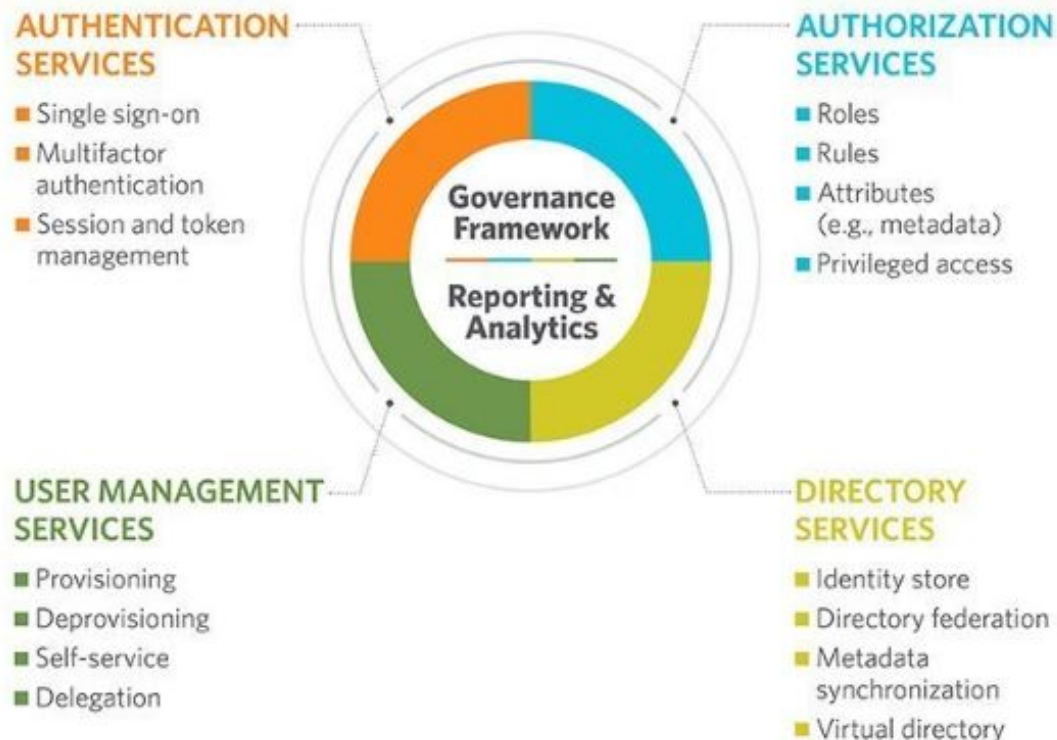 AUTHENTICATION
SERVICES
Single sign-on
Multifactor
authentication
Session and token
management
AUTHORIZATION
SERVICES
Roles
Rules
Attributes
(e.g., metadata)
Privileged access
Governance
Framework
Reporting &
Analytics
USER MANAGEMENT
SERVICES
Provisioning
Deprovisioning
Self-service
Delegation
DIRECTORY
SERVICES
Identity store
Directory federation
Metadata
synchronization
Virtual directory